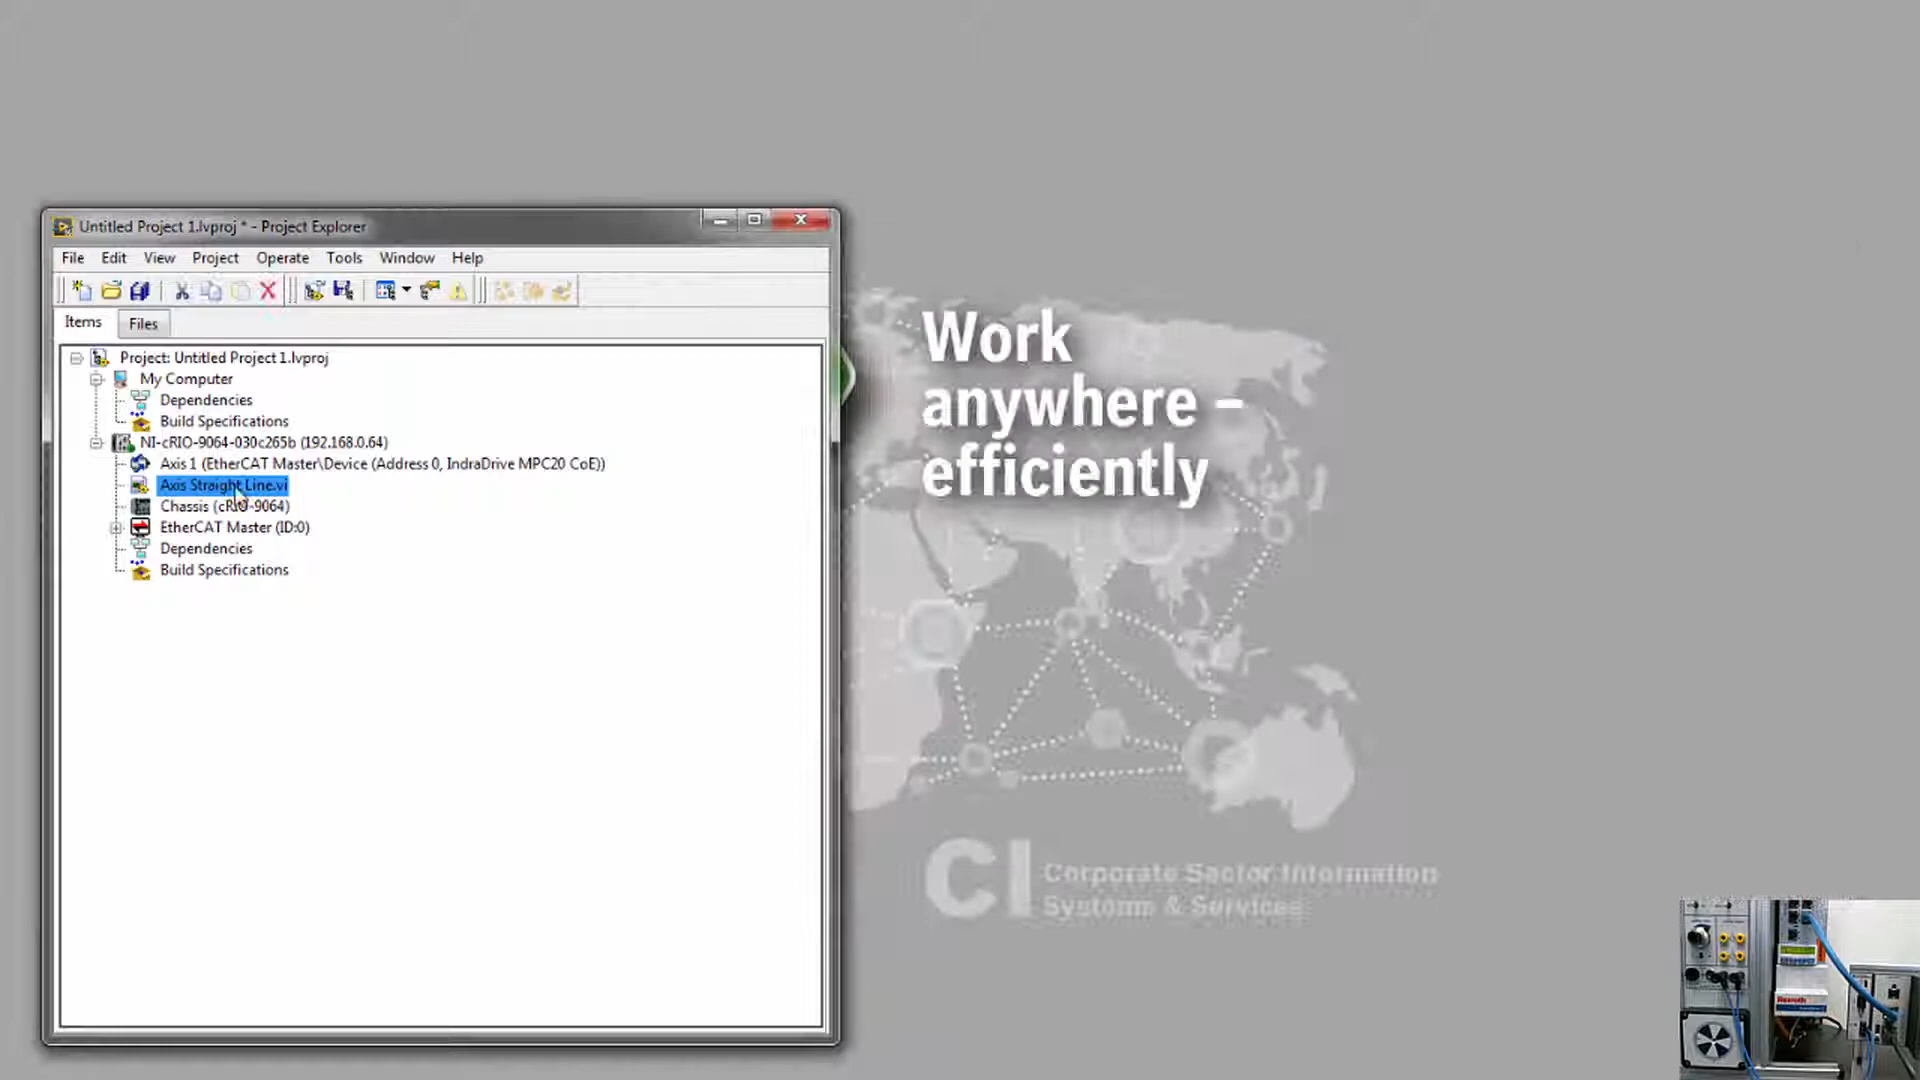 Untitled Project 1.lvproj * - Project Explorer
File Edit View Project Operate Tools Window Help
Items Files
Project: Untitled Project 1.lvproj
My Computer
Dependencies
Build Specifications
NI-cRIO-9064-030c265b (192.168.0.64)
Axis 1 (EtherCAT Master\Device (Address 0, IndraDrive MPC20 CoE))
Axis Straight Line.vi
Chassis (cRIO-9064)
EtherCAT Master (ID:0)
Dependencies
Build Specifications
Work
anywhere –
efficiently
CI Corporate Sector Information
Systems & Services
Rexroth